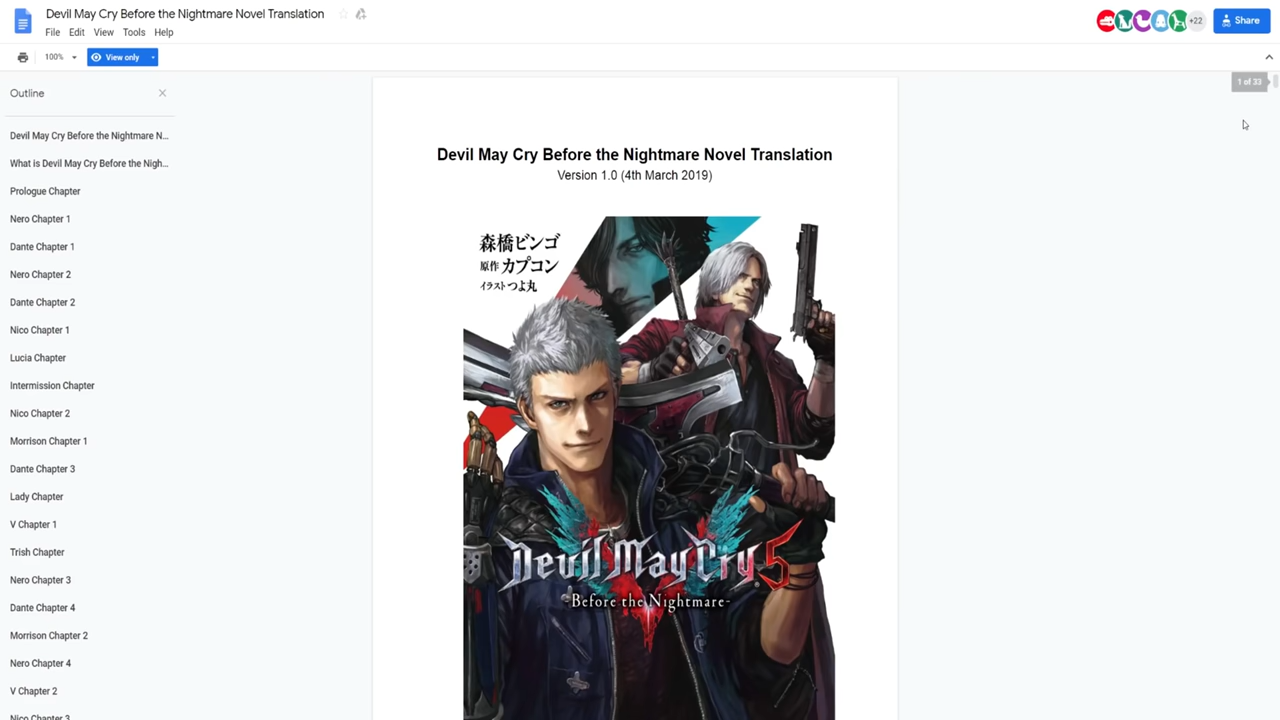 Devil May Cry Before the Nightmare Novel Translation
File Edit View Tools Help
+22
Share
100%
View only
1 of 33
Outline
Devil May Cry Before the Nightmare N...
What is Devil May Cry Before the Nigh...
Prologue Chapter
Nero Chapter 1
Dante Chapter 1
Nero Chapter 2
Dante Chapter 2
Nico Chapter 1
Lucia Chapter
Intermission Chapter
Nico Chapter 2
Morrison Chapter 1
Dante Chapter 3
Lady Chapter
V Chapter 1
Trish Chapter
Nero Chapter 3
Dante Chapter 4
Morrison Chapter 2
Nero Chapter 4
V Chapter 2
Nico Chapter 3
Devil May Cry Before the Nightmare Novel Translation
Version 1.0 (4th March 2019)
森橋ビンゴ
原作 カプコン
イラスト つよ丸
Devil May Cry 5
-Before the Nightmare-